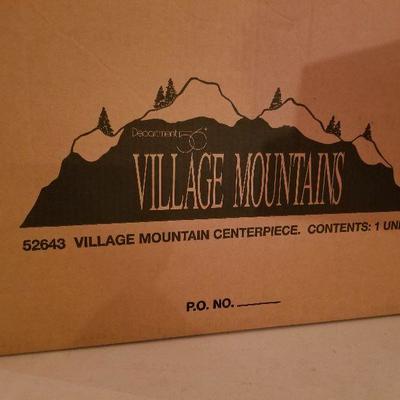 Department 56®
VILLAGE MOUNTAINS
52643 VILLAGE MOUNTAIN CENTERPIECE. CONTENTS: 1 UNI
P.O. NO.